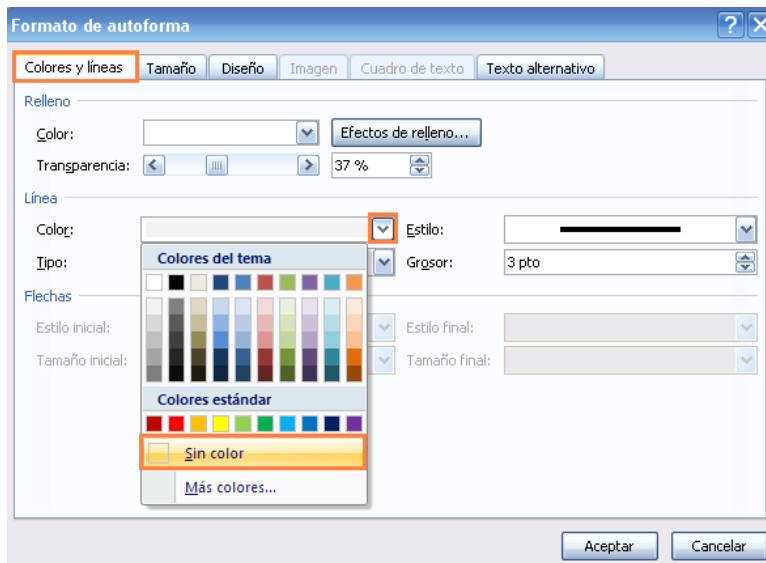 Formato de autoforma
Colores y líneas Tamaño Diseño Imagen Cuadro de texto Texto alternativo
Relleno
Color: Efectos de relleno...
Transparencia: 37 %
Línea
Color: Estilo:
Tipo: Grosor: 3 pto
Colores del tema
Flechas
Estilo inicial: Estilo final:
Tamaño inicial: Tamaño final:
Colores estándar
Sin color
Más colores...
Aceptar Cancelar